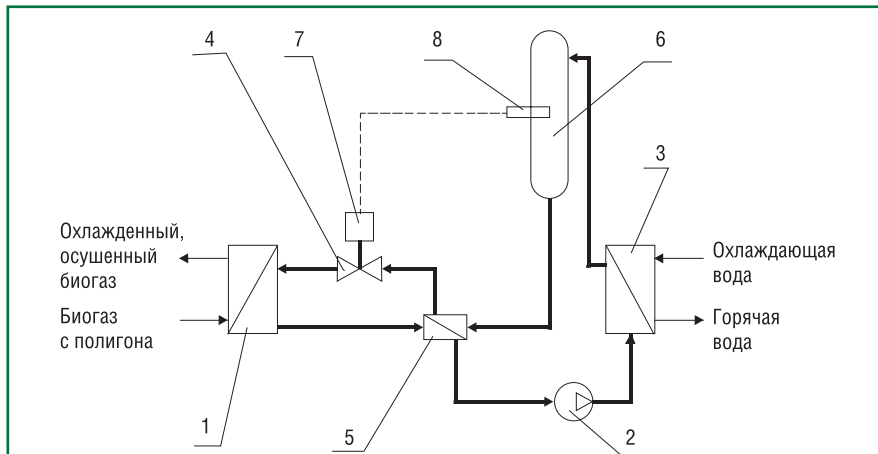 4
7
8
6
3
Охлажденный,
осушенный
биогаз
Биогаз
с полигона
Охлаждающая
вода
Горячая
вода
1
5
2